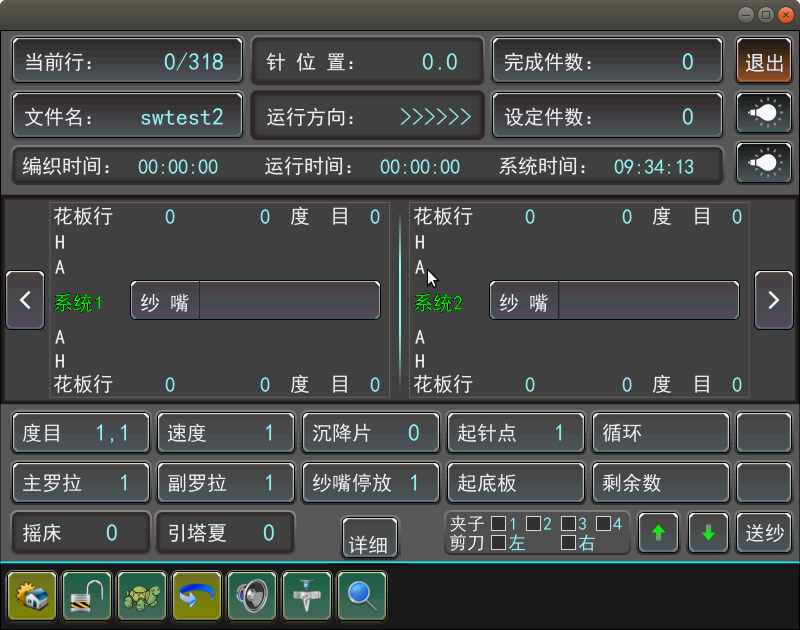 当前行: 0/318 针 位 置: 0.0 完成件数: 0 退出
文件名: swtest2 运行方向: >>>>>> 设定件数: 0
编织时间: 00:00:00 运行时间: 00:00:00 系统时间: 09:34:13
花板行 0 0 度 目 0 花板行 0 0 度 目 0
H H
A A
系统1 纱 嘴 系统2 纱 嘴
A A
H H
花板行 0 0 度 目 0 花板行 0 0 度 目 0
度目 1,1 速度 1 沉降片 0 起针点 1 循环
主罗拉 1 副罗拉 1 纱嘴停放 1 起底板 剩余数
摇床 0 引塔夏 0 详细 夹子 1 2 3 4 送纱
剪刀 左 右